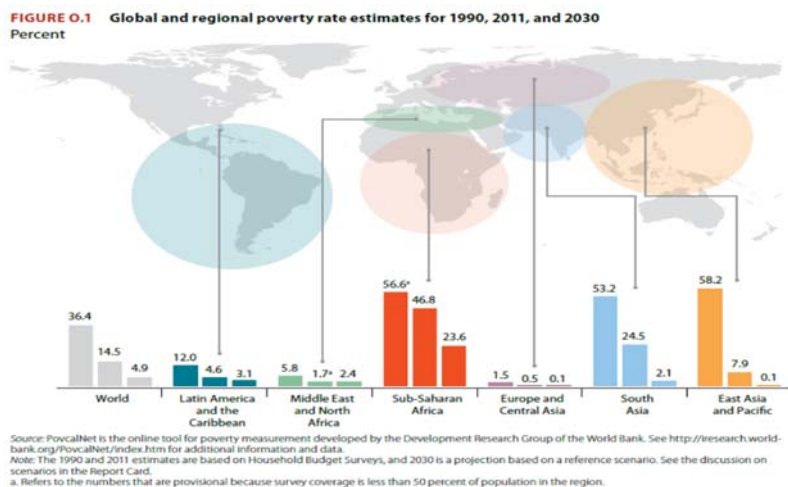 FIGURE O.1 Global and regional poverty rate estimates for 1990, 2011, and 2030
Percent
36.4
14.5
4.9
12.0
4.6
3.1
5.8
1.7ᵃ
2.4
56.6ᵃ
46.8
23.6
1.5
0.5
0.1
53.2
24.5
2.1
58.2
7.9
0.1
World
Latin America
and the
Caribbean
Middle East
and North
Africa
Sub-Saharan
Africa
Europe and
Central Asia
South
Asia
East Asia
and Pacific
Source: PovcalNet is the online tool for poverty measurement developed by the Development Research Group of the World Bank. See http://iresearch.world-
bank.org/PovcalNet/index.htm for additional information and data.
Note: The 1990 and 2011 estimates are based on Household Budget Surveys, and 2030 is a projection based on a reference scenario. See the discussion on
scenarios in the Report Card.
a. Refers to the numbers that are provisional because survey coverage is less than 50 percent of population in the region.